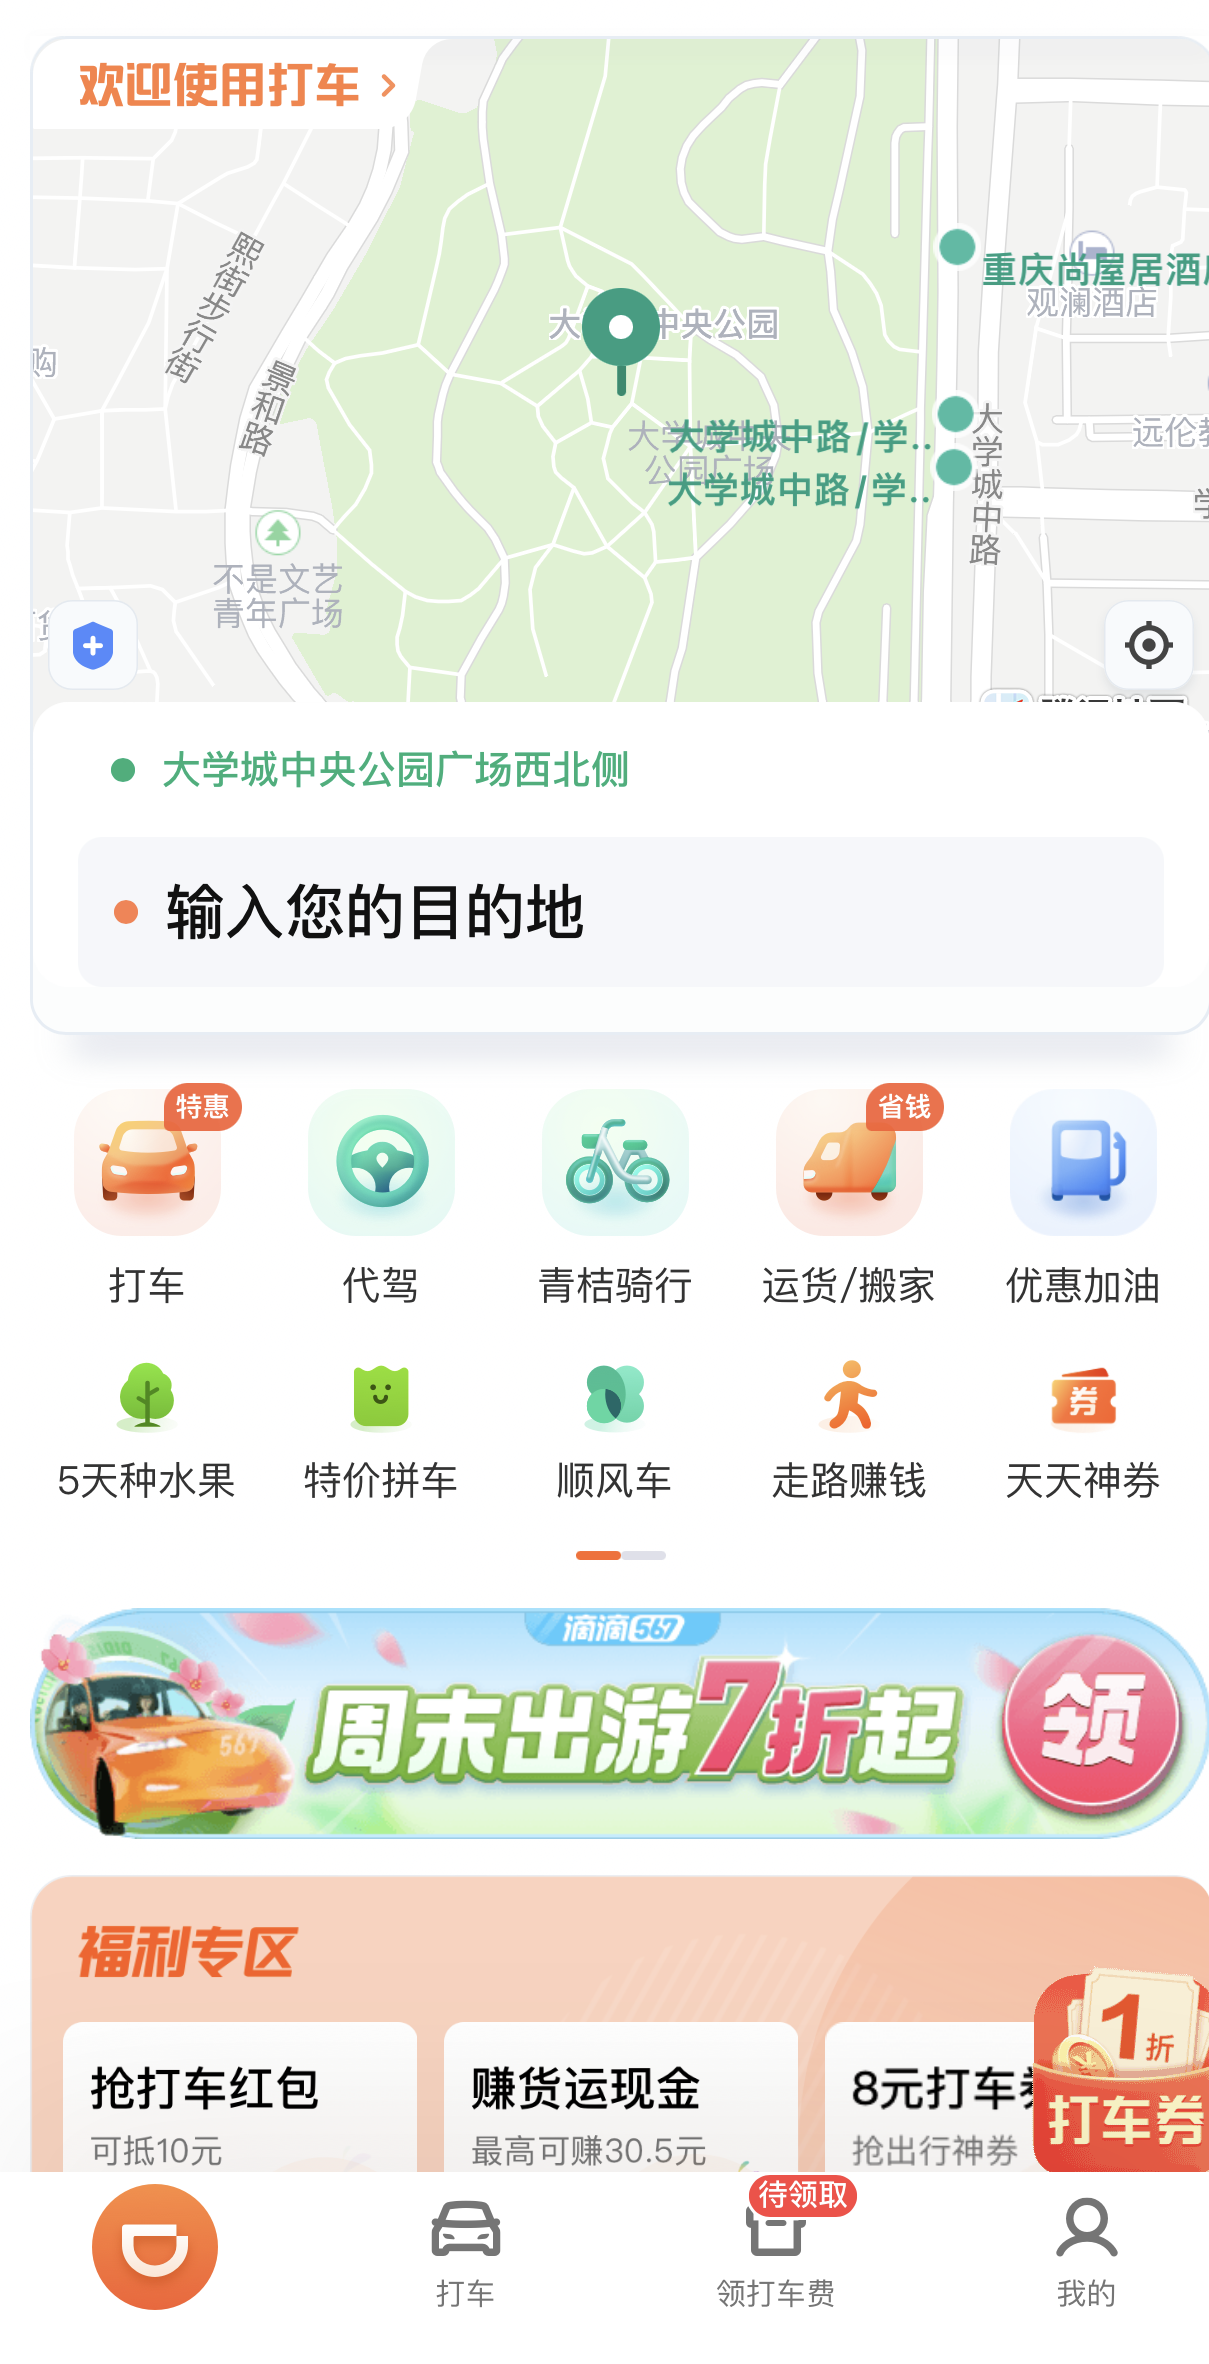 欢迎使用打车
熙街步行街
景和路
购
大
中央公园
大学城中央
公园广场
大学城中路/学..
大学城中路/学..
大学城中路
重庆尚屋居酒
观澜酒店
远伦
学
不是文艺
青年广场
大学城中央公园广场西北侧
输入您的目的地
特惠
省钱
打车
代驾
青桔骑行
运货/搬家
优惠加油
券
5天种水果
特价拼车
顺风车
走路赚钱
天天神券
滴滴567
567
周末出游7折起
领
福利专区
抢打车红包
可抵10元
赚货运现金
最高可赚30.5元
8元打车
抢出行神券
1折
打车券
打车
待领取
领打车费
我的